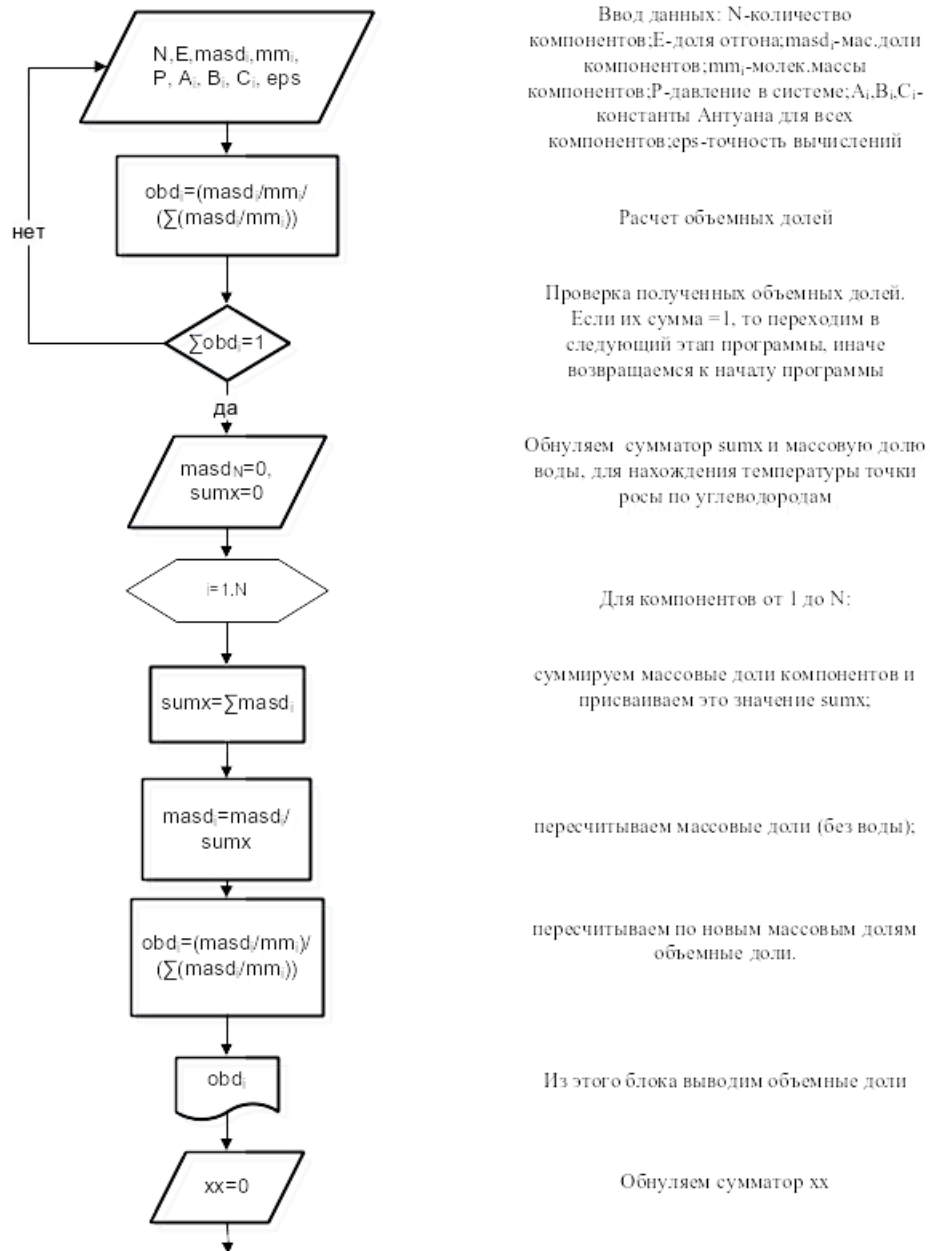 N,E,masdᵢ,mmᵢ,
P, Aᵢ, Bᵢ, Cᵢ, eps
Ввод данных: N-количество
компонентов;E-доля отгона;masdᵢ-мас.доли
компонентов;mmᵢ-молек.массы
компонентов;P-давление в системе;Aᵢ,Bᵢ,Cᵢ-
константы Антуана для всех
компонентов;eps-точность вычислений
obdᵢ=(masdᵢ/mmᵢ/
(∑(masdᵢ/mmᵢ))
Расчет объемных долей
нет
∑obdᵢ=1
Проверка полученных объемных долей.
Если их сумма =1, то переходим в
следующий этап программы, иначе
возвращаемся к началу программы
да
masdN=0,
sumx=0
Обнуляем сумматор sumx и массовую долю
воды, для нахождения температуры точки
росы по углеводородам
i=1.N
Для компонентов от 1 до N:
sumx=∑masdᵢ
суммируем массовые доли компонентов и
присваиваем это значение sumx;
masdᵢ=masdᵢ/
sumx
пересчитываем массовые доли (без воды);
obdᵢ=(masdᵢ/mmᵢ)/
(∑(masdᵢ/mmᵢ))
пересчитываем по новым массовым долям
объемные доли.
obdᵢ
Из этого блока выводим объемные доли
xx=0
Обнуляем сумматор xx